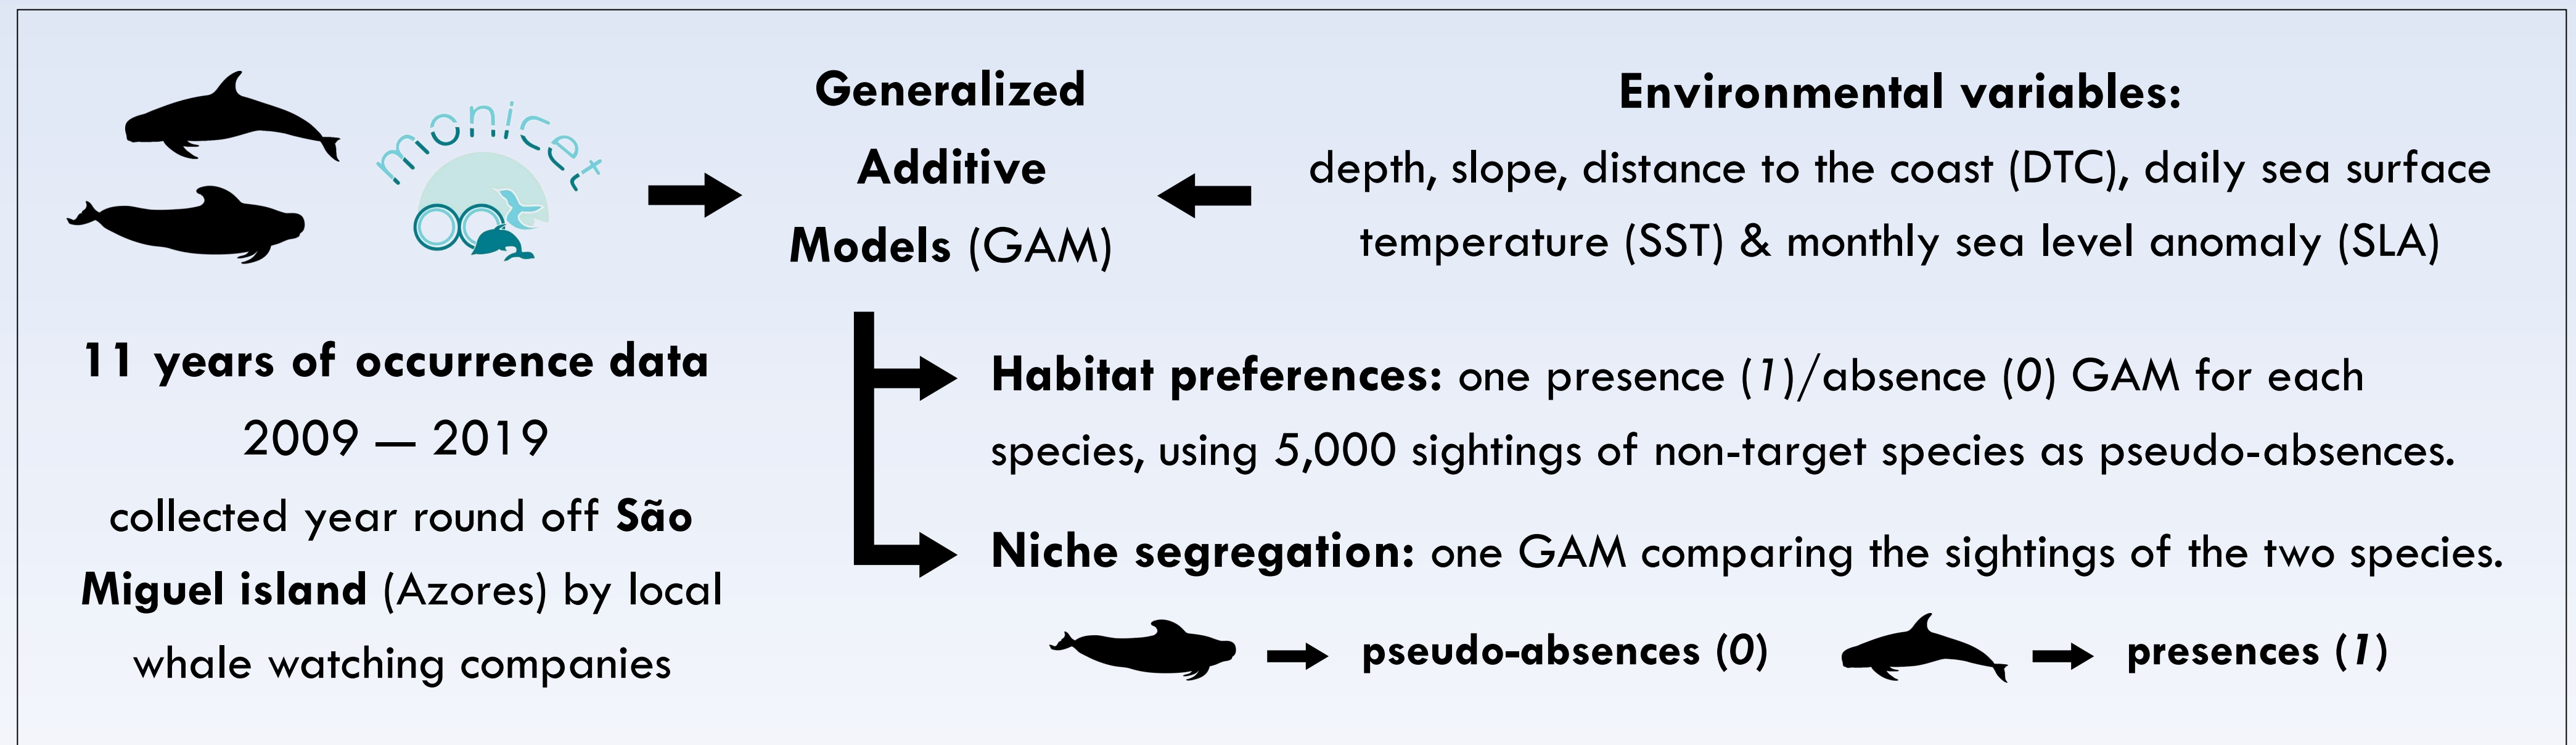 monicet
Generalized
Additive
Models (GAM)
Environmental variables:
depth, slope, distance to the coast (DTC), daily sea surface
temperature (SST) & monthly sea level anomaly (SLA)
11 years of occurrence data
2009 — 2019
collected year round off São
Miguel island (Azores) by local
whale watching companies
Habitat preferences: one presence (1)/absence (0) GAM for each
species, using 5,000 sightings of non-target species as pseudo-absences.
Niche segregation: one GAM comparing the sightings of the two species.
pseudo-absences (0)
presences (1)